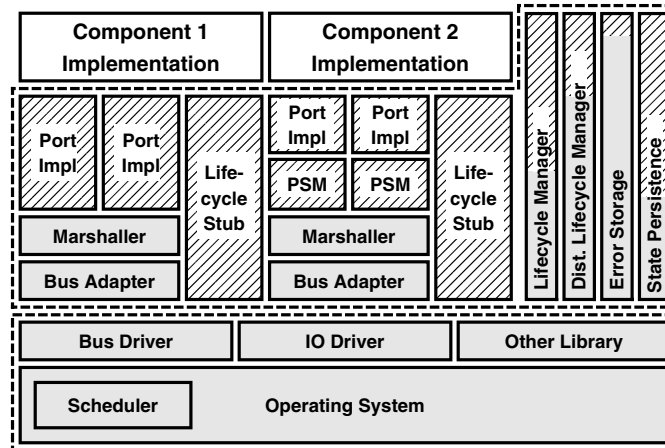 Component 1
Implementation
Component 2
Implementation
Port
Impl
Port
Impl
Life-
cycle
Stub
Port
Impl
Port
Impl
PSM
PSM
Life-
cycle
Stub
Marshaller
Marshaller
Bus Adapter
Bus Adapter
Lifecycle Manager
Dist. Lifecycle Manager
Error Storage
State Persistence
Bus Driver
IO Driver
Other Library
Scheduler
Operating System